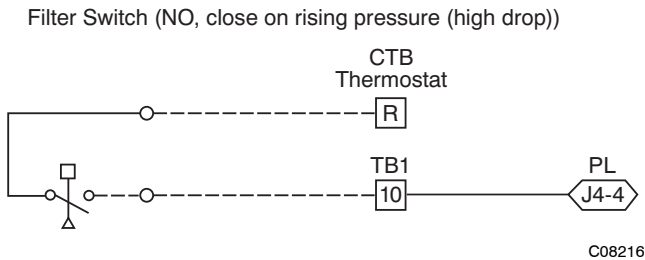 Filter Switch (NO, close on rising pressure (high drop))
CTB
Thermostat
R
TB1
PL
10
J4-4
C08216